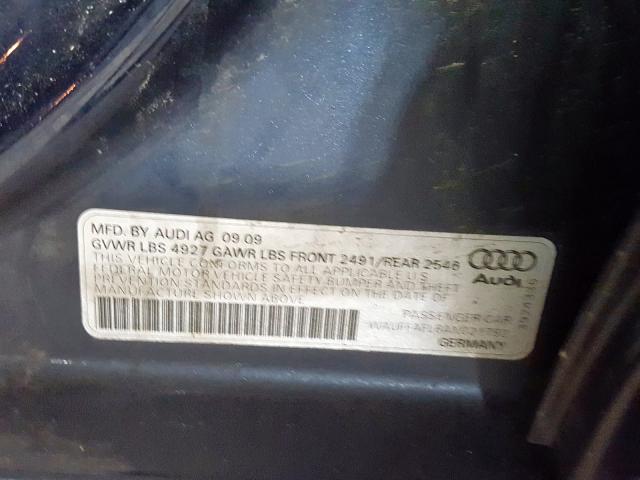 MFD. BY AUDI AG 09 09
GVWR LBS 4927 GAWR LBS FRONT 2491/REAR 2546
THIS VEHICLE CONFORMS TO ALL APPLICABLE U.S.
FEDERAL MOTOR VEHICLE SAFETY, BUMPER AND THEFT
PREVENTION STANDARDS IN EFFECT ON THE DATE OF
MANUFACTURE SHOWN ABOVE
Audi
PASSENGER CAR
GERMANY